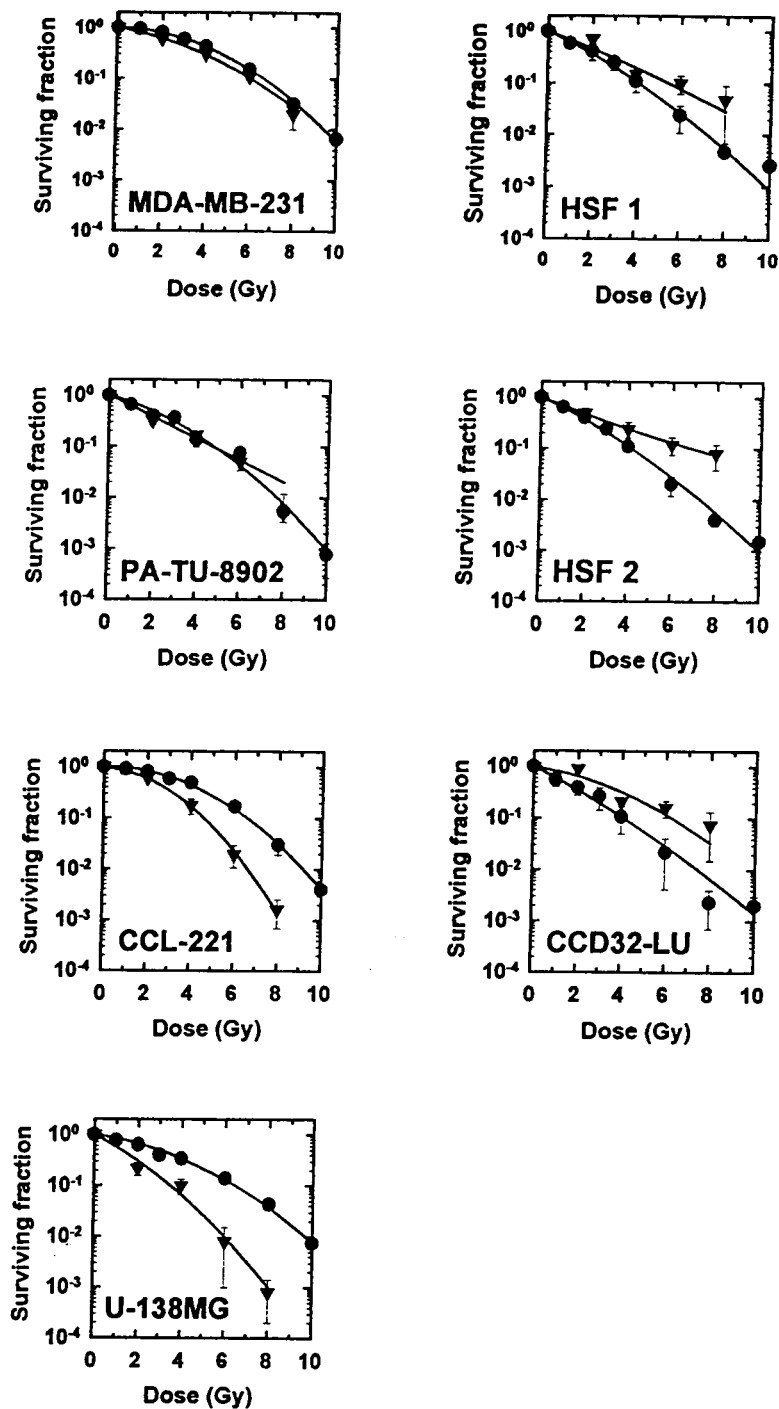 Surviving fraction
10⁰
10⁻¹
10⁻²
10⁻³
10⁻⁴
MDA-MB-231
0 2 4 6 8 10
Dose (Gy)
Surviving fraction
10⁰
10⁻¹
10⁻²
10⁻³
10⁻⁴
HSF 1
0 2 4 6 8 10
Dose (Gy)
Surviving fraction
10⁰
10⁻¹
10⁻²
10⁻³
10⁻⁴
PA-TU-8902
0 2 4 6 8 10
Dose (Gy)
Surviving fraction
10⁰
10⁻¹
10⁻²
10⁻³
10⁻⁴
HSF 2
0 2 4 6 8 10
Dose (Gy)
Surviving fraction
10⁰
10⁻¹
10⁻²
10⁻³
10⁻⁴
CCL-221
0 2 4 6 8 10
Dose (Gy)
Surviving fraction
10⁰
10⁻¹
10⁻²
10⁻³
10⁻⁴
CCD32-LU
0 2 4 6 8 10
Dose (Gy)
Surviving fraction
10⁰
10⁻¹
10⁻²
10⁻³
10⁻⁴
U-138MG
0 2 4 6 8 10
Dose (Gy)